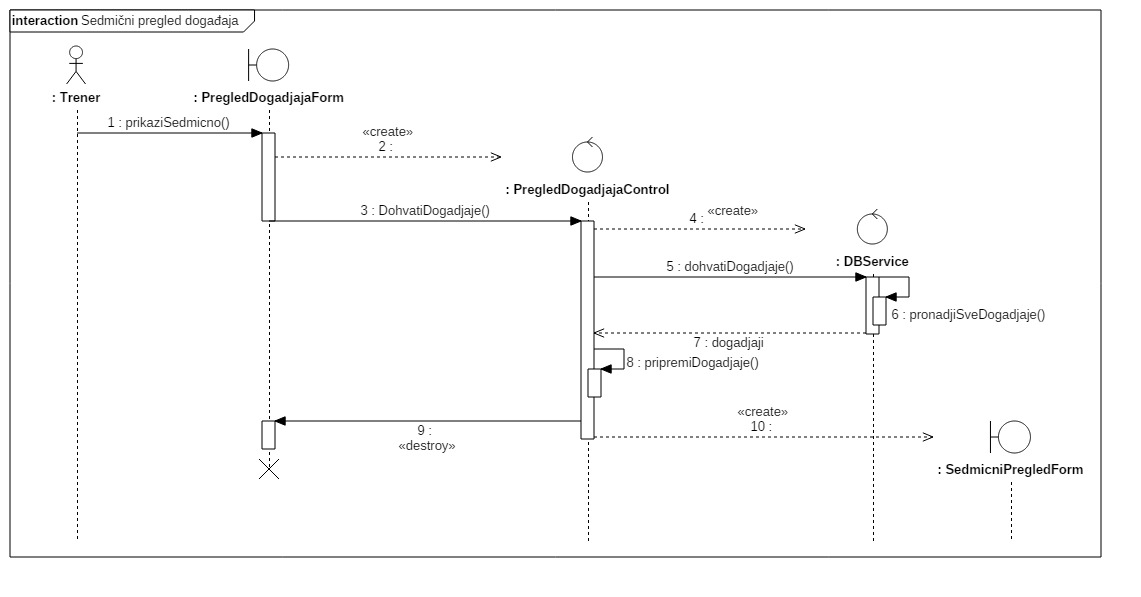 interaction Sedmični pregled događaja
: Trener
: PregledDogadjajaForm
1 : prikaziSedmicno()
«create»
2 :
: PregledDogadjajaControl
3 : DohvatiDogadjaje()
4 : «create»
: DBService
5 : dohvatiDogadjaje()
6 : pronadjiSveDogadjaje()
7 : dogadjaji
8 : pripremiDogadjaje()
9 :
«destroy»
«create»
10 :
: SedmicniPregledForm